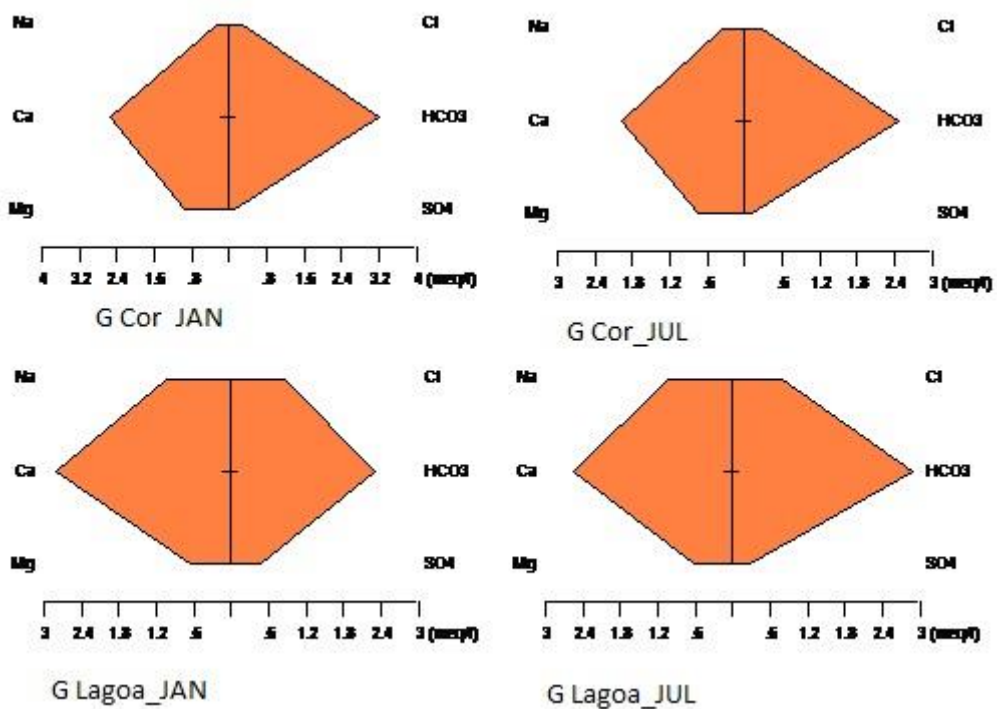 Na Cl
Ca HCO3
Mg SO4
4 3.2 2.4 1.6 .8 .8 1.6 2.4 3.2 4 (meq/l)
G Cor JAN
Na Cl
Ca HCO3
Mg SO4
3 2.4 1.8 1.2 .6 .6 1.2 1.8 2.4 3 (meq/l)
G Cor_JUL
Na Cl
Ca HCO3
Mg SO4
3 2.4 1.8 1.2 .6 .6 1.2 1.8 2.4 3 (meq/l)
G Lagoa_JAN
Na Cl
Ca HCO3
Mg SO4
3 2.4 1.8 1.2 .6 .6 1.2 1.8 2.4 3 (meq/l)
G Lagoa_JUL